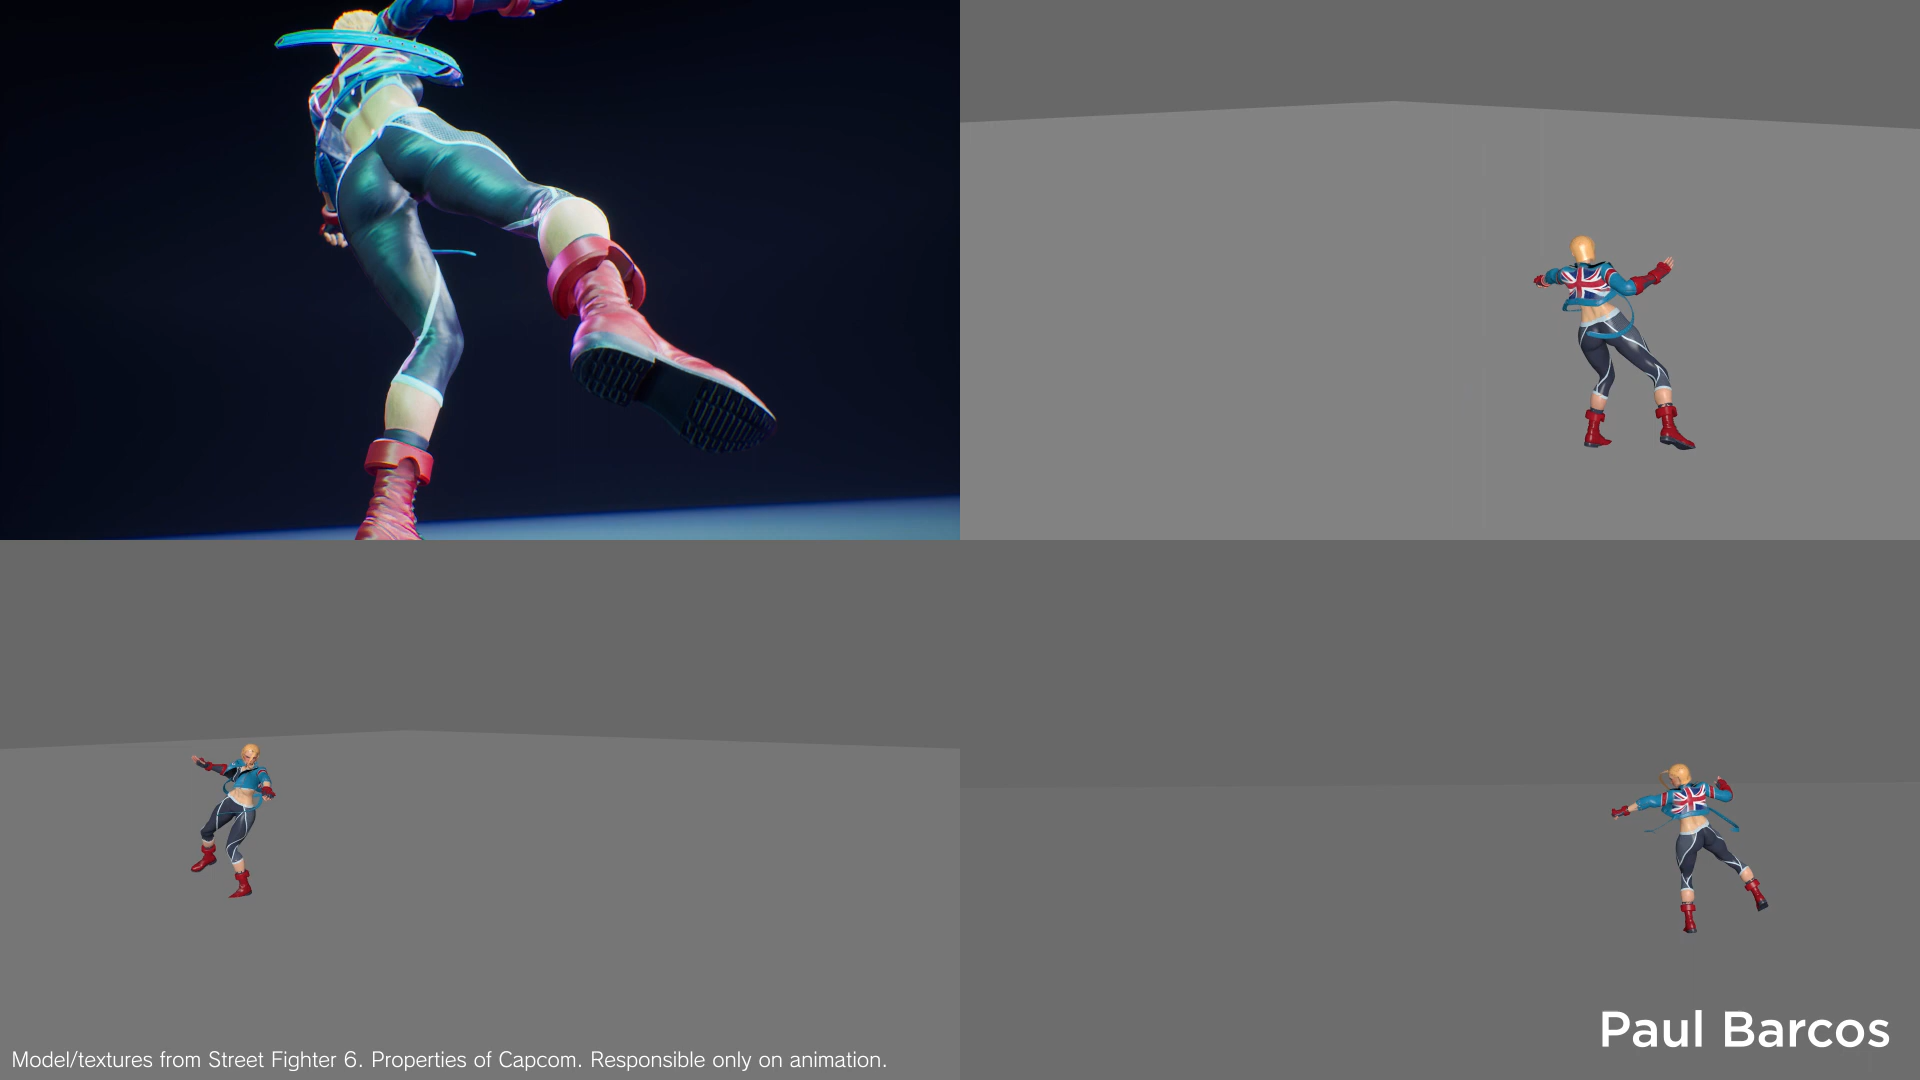 Paul Barcos
Model/textures from Street Fighter 6. Properties of Capcom. Responsible only on animation.